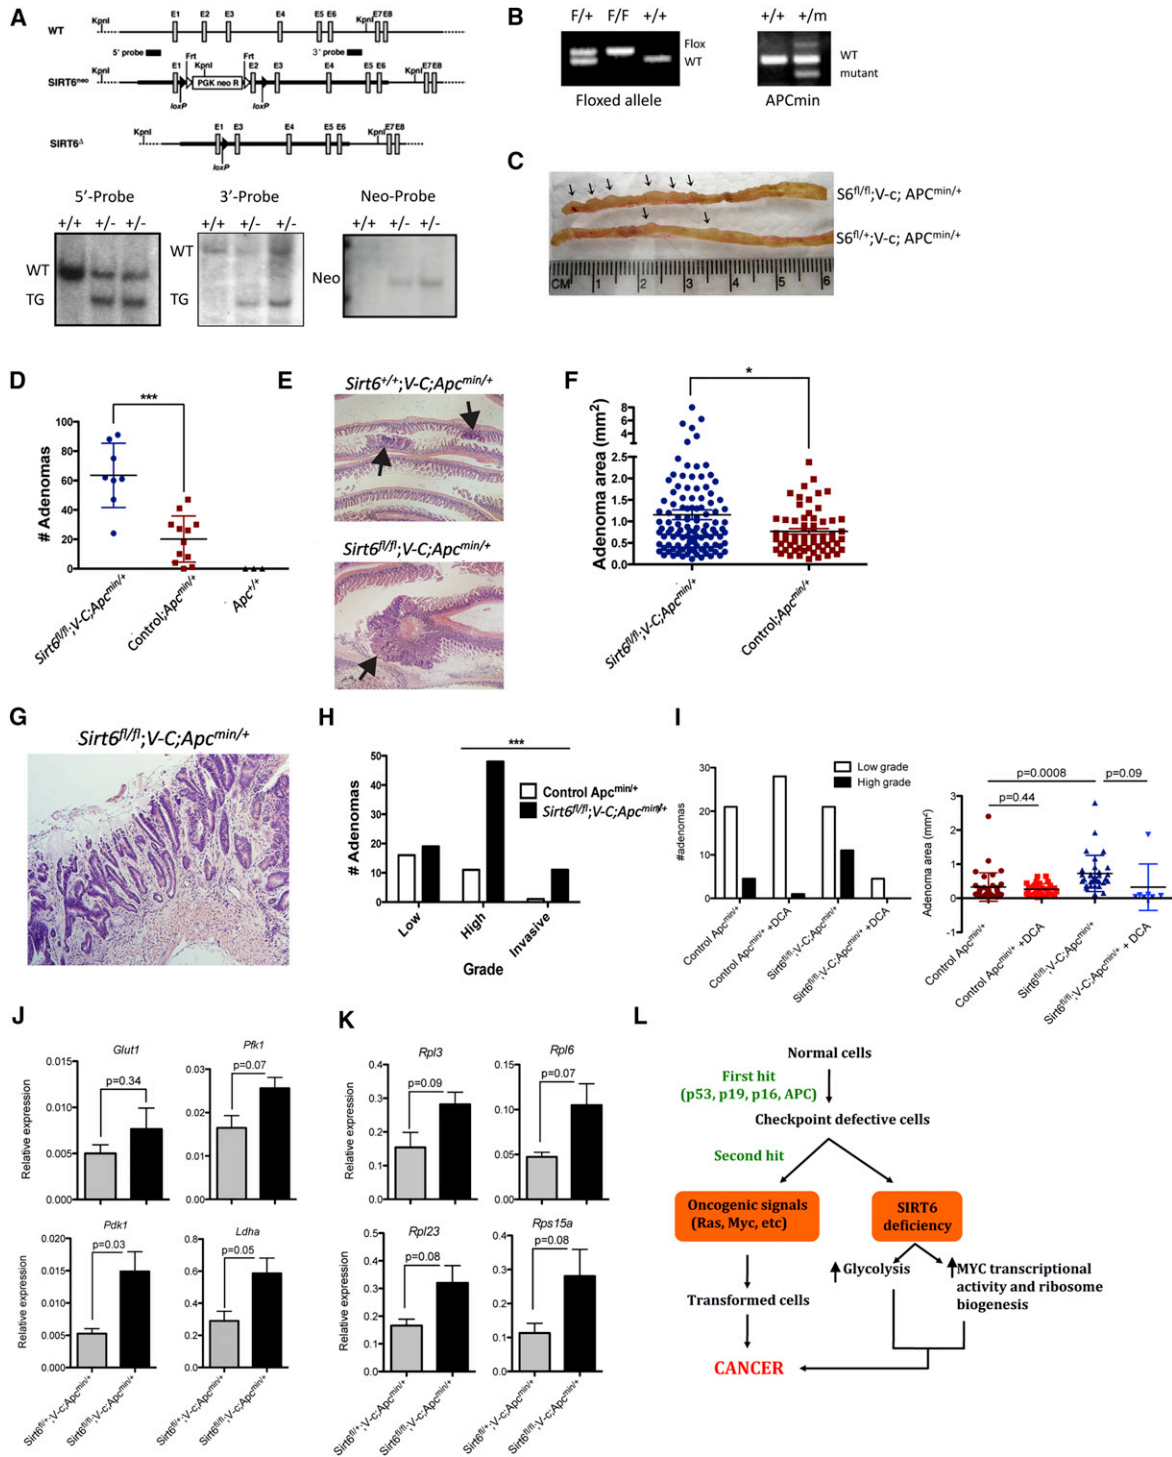 A
WT
KpnI
E1 E2 E3 E4 E5 E6
KpnI
E7E8
5' probe
3' probe
SIRT6neo
KpnI
E1
Frt
KpnI
PGK neo R
Frt
E2 E3 E4 E5 E6
KpnI
E7E8
loxP
loxP
SIRT6Δ
KpnI
E1 E3 E4 E5 E6
KpnI
E7 E8
loxP
5'-Probe
+/+ +/- +/-
WT
TG
3'-Probe
+/+ +/- +/-
WT
TG
Neo-Probe
+/+ +/- +/-
Neo
B
F/+ F/F +/+
Flox
WT
Floxed allele
+/+ +/m
WT
mutant
APCmin
C
S6fl/fl;V-c; APCmin/+
S6fl/+;V-c; APCmin/+
CM 1 2 3 4 5 6
D
***
# Adenomas
100
80
60
40
20
0
Sirt6fl/fl;V-C;Apcmin/+
Control;Apcmin/+
Apc+/+
E
Sirt6+/+;V-C;Apcmin/+
Sirt6fl/fl;V-C;Apcmin/+
F
*
Adenoma area (mm2)
8
6
4
2
2.5
2.0
1.5
1.0
0.5
0.0
Sirt6fl/fl;V-C;Apcmin/+
Control;Apcmin/+
G
Sirt6fl/fl;V-C;Apcmin/+
H
***
# Adenomas
50
40
30
20
10
0
Control Apcmin/+
Sirt6fl/fl;V-C;Apcmin/+
Low
High
Invasive
Grade
I
#adenomas
30
20
10
0
Low grade
High grade
Control Apcmin/+
Control Apcmin/+ +DCA
Sirt6fl/fl;V-C;Apcmin/+
Sirt6fl/fl;V-C;Apcmin/+ +DCA
p=0.0008
p=0.09
p=0.44
Adenoma area (mm2)
4
3
2
1
0
-1
Control Apcmin/+
Control Apcmin/+ +DCA
Sirt6fl/fl;V-C;Apcmin/+
Sirt6fl/fl;V-C;Apcmin/+ + DCA
J
Glut1
Relative expression
0.015
0.010
0.005
0.000
p=0.34
Pfk1
0.03
0.02
0.01
0.00
p=0.07
Pdk1
Relative expression
0.020
0.015
0.010
0.005
0.000
p=0.03
Ldha
0.8
0.6
0.4
0.2
0.0
p=0.05
Sirt6fl/+;V-c;Apcmin/+
Sirt6fl/fl;V-c;Apcmin/+
Sirt6fl/+;V-c;Apcmin/+
Sirt6fl/fl;V-c;Apcmin/+
K
Rpl3
Relative expression
0.4
0.3
0.2
0.1
0.0
p=0.09
Rpl6
0.20
0.15
0.10
0.05
0.00
p=0.07
Rpl23
Relative expression
0.5
0.4
0.3
0.2
0.1
0.0
p=0.08
Rps15a
0.4
0.3
0.2
0.1
0.0
p=0.08
Sirt6fl/+;V-c;Apcmin/+
Sirt6fl/fl;V-c;Apcmin/+
Sirt6fl/+;V-c;Apcmin/+
Sirt6fl/fl;V-c;Apcmin/+
L
Normal cells
First hit
(p53, p19, p16, APC)
Checkpoint defective cells
Second hit
Oncogenic signals
(Ras, Myc, etc)
SIRT6
deficiency
Glycolysis
MYC transcriptional
activity and ribosome
biogenesis
Transformed cells
CANCER